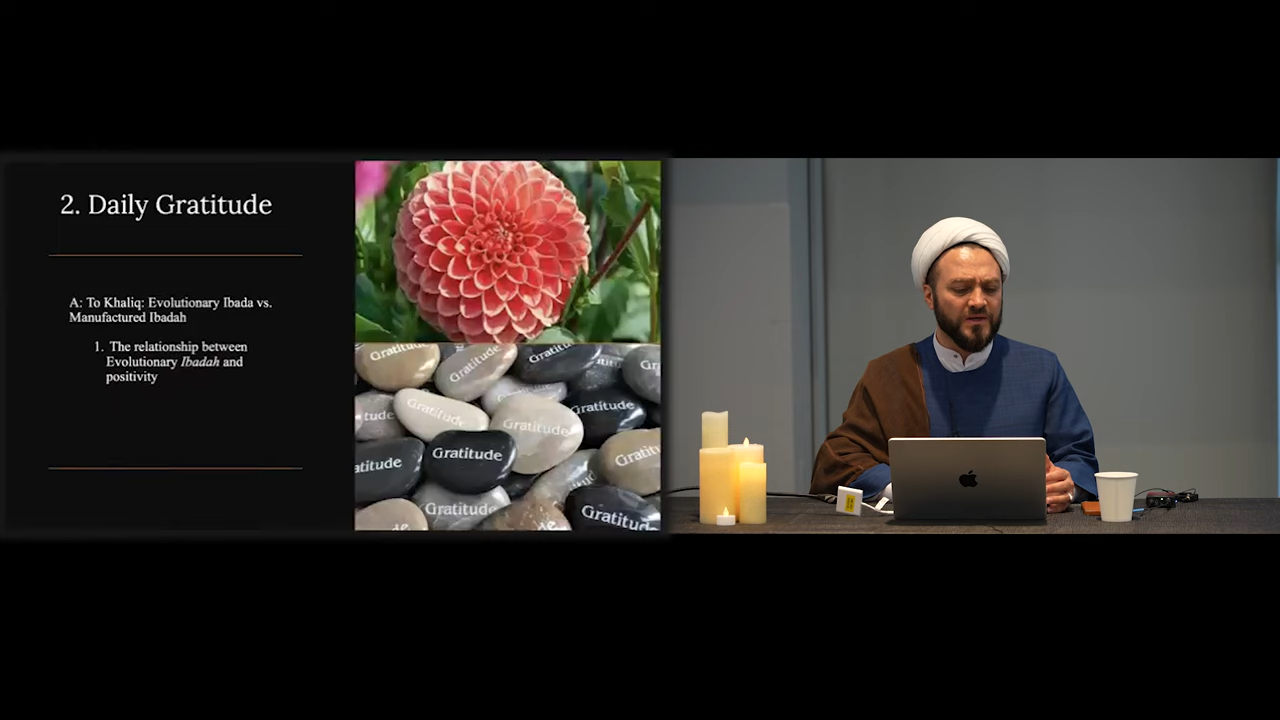 2. Daily Gratitude
A: To Khaliq: Evolutionary Ibada vs.
Manufactured Ibadah
1. The relationship between
Evolutionary Ibadah and
positivity
Gratitude
Gratitude
Gratitude
Gratitude
Gratitude
Gratitude
Gratitude
Gratitude